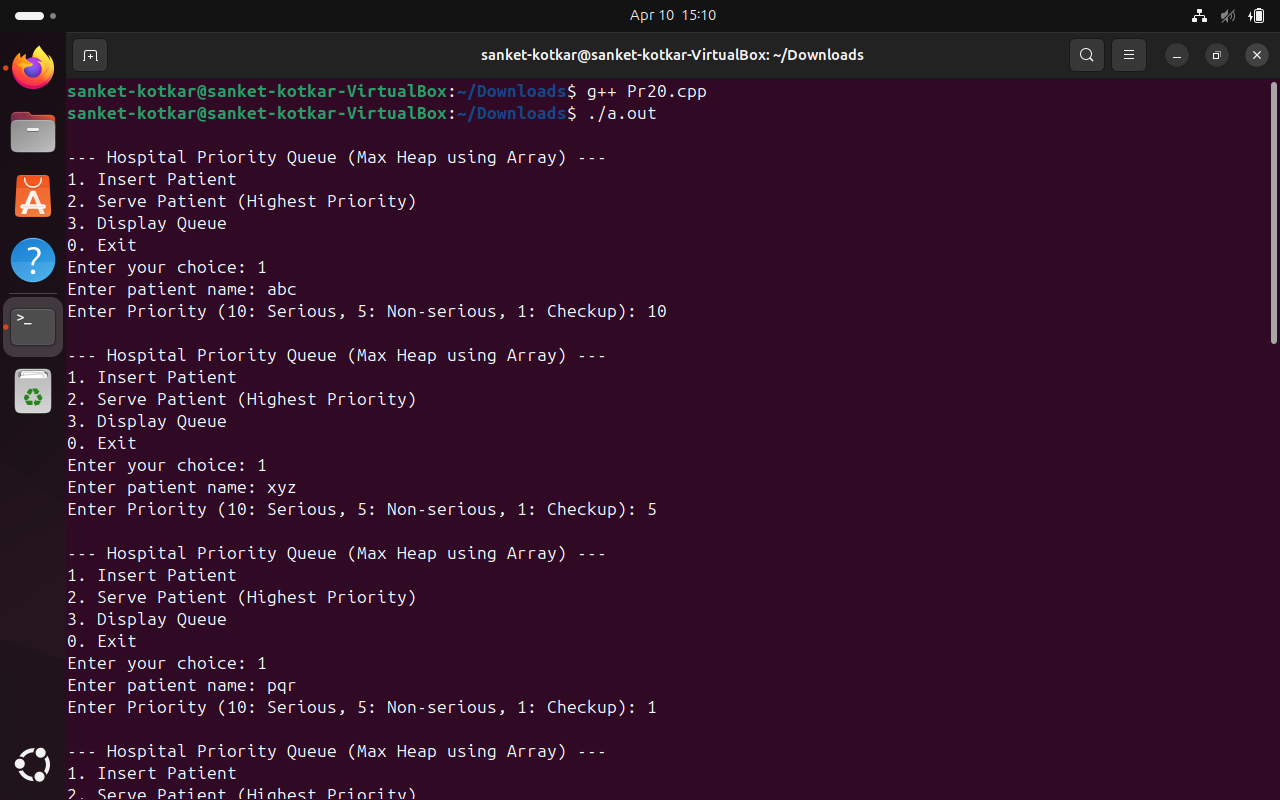 Apr 10 15:10
sanket-kotkar@sanket-kotkar-VirtualBox: ~/Downloads
sanket-kotkar@sanket-kotkar-VirtualBox:~/Downloads$ g++ Pr20.cpp
sanket-kotkar@sanket-kotkar-VirtualBox:~/Downloads$ ./a.out
--- Hospital Priority Queue (Max Heap using Array) ---
1. Insert Patient
2. Serve Patient (Highest Priority)
3. Display Queue
0. Exit
Enter your choice: 1
Enter patient name: abc
Enter Priority (10: Serious, 5: Non-serious, 1: Checkup): 10
--- Hospital Priority Queue (Max Heap using Array) ---
1. Insert Patient
2. Serve Patient (Highest Priority)
3. Display Queue
0. Exit
Enter your choice: 1
Enter patient name: xyz
Enter Priority (10: Serious, 5: Non-serious, 1: Checkup): 5
--- Hospital Priority Queue (Max Heap using Array) ---
1. Insert Patient
2. Serve Patient (Highest Priority)
3. Display Queue
0. Exit
Enter your choice: 1
Enter patient name: pqr
Enter Priority (10: Serious, 5: Non-serious, 1: Checkup): 1
--- Hospital Priority Queue (Max Heap using Array) ---
1. Insert Patient
2. Serve Patient (Highest Priority)